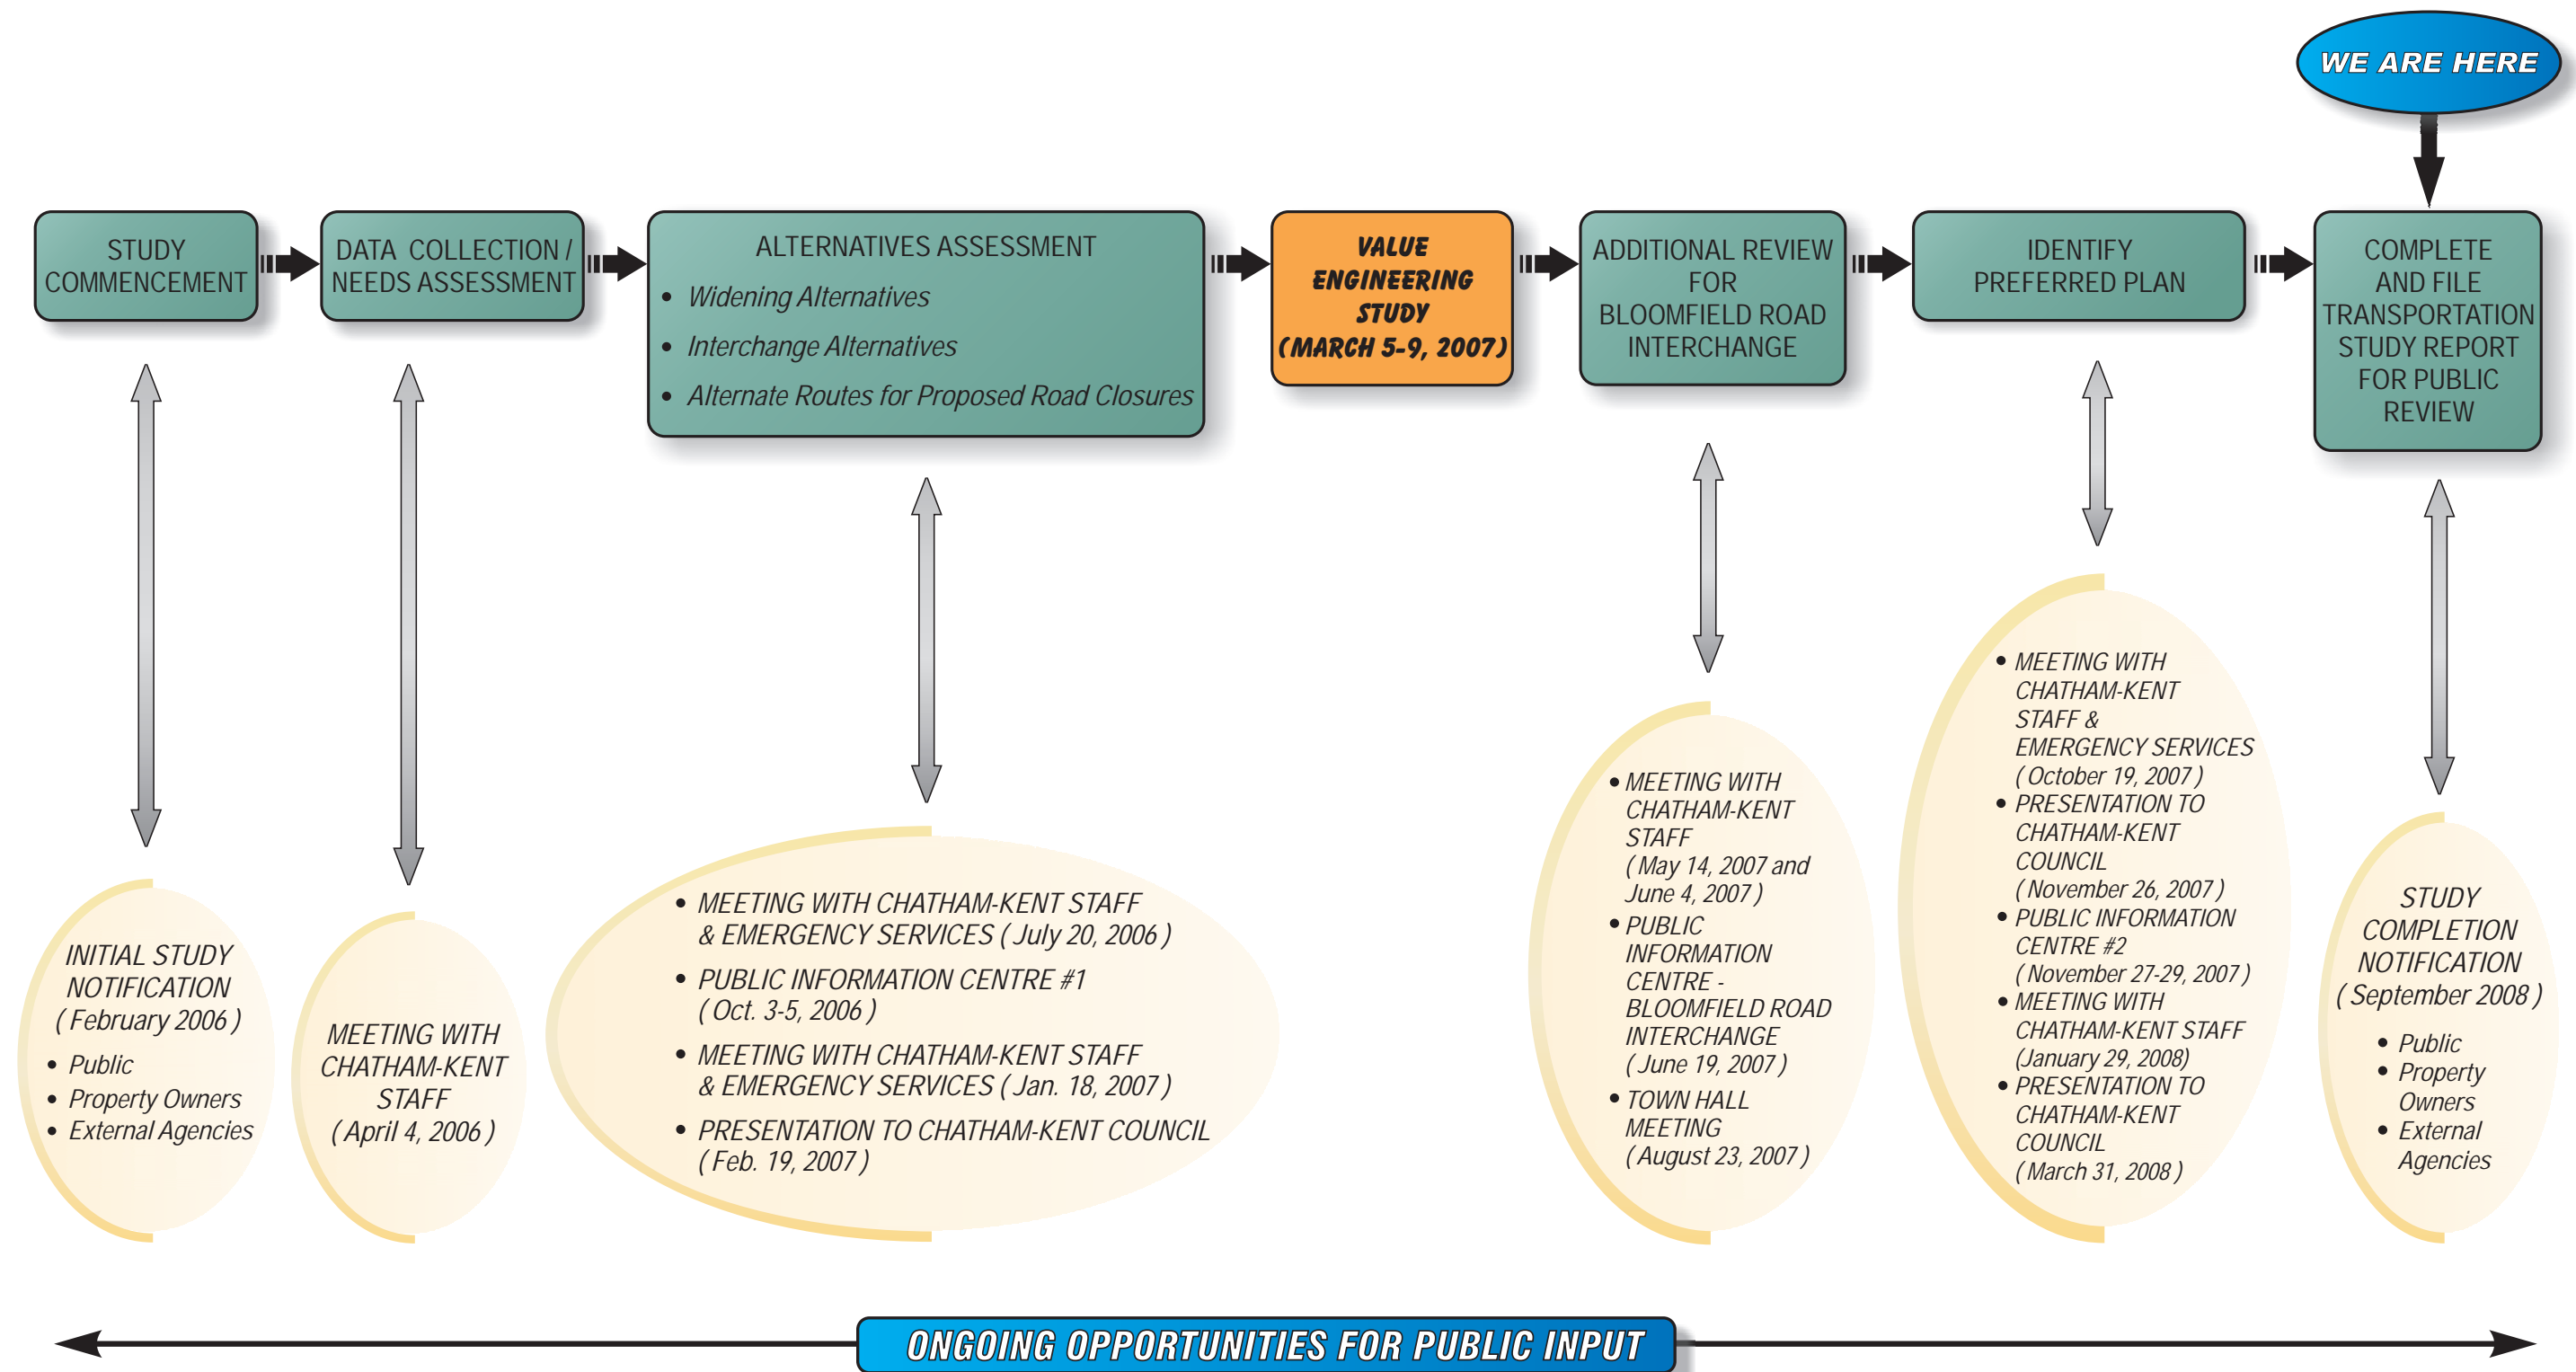 WE ARE HERE
STUDY
COMMENCEMENT
DATA COLLECTION /
NEEDS ASSESSMENT
ALTERNATIVES ASSESSMENT
• Widening Alternatives
• Interchange Alternatives
• Alternate Routes for Proposed Road Closures
VALUE
ENGINEERING
STUDY
(MARCH 5-9, 2007)
ADDITIONAL REVIEW
FOR
BLOOMFIELD ROAD
INTERCHANGE
IDENTIFY
PREFERRED PLAN
COMPLETE
AND FILE
TRANSPORTATION
STUDY REPORT
FOR PUBLIC
REVIEW
INITIAL STUDY
NOTIFICATION
( February 2006 )
• Public
• Property Owners
• External Agencies
MEETING WITH
CHATHAM-KENT
STAFF
( April 4, 2006 )
• MEETING WITH CHATHAM-KENT STAFF
& EMERGENCY SERVICES ( July 20, 2006 )
• PUBLIC INFORMATION CENTRE #1
( Oct. 3-5, 2006 )
• MEETING WITH CHATHAM-KENT STAFF
& EMERGENCY SERVICES ( Jan. 18, 2007 )
• PRESENTATION TO CHATHAM-KENT COUNCIL
( Feb. 19, 2007 )
• MEETING WITH
CHATHAM-KENT
STAFF
( May 14, 2007 and
June 4, 2007 )
• PUBLIC
INFORMATION
CENTRE -
BLOOMFIELD ROAD
INTERCHANGE
( June 19, 2007 )
• TOWN HALL
MEETING
( August 23, 2007 )
• MEETING WITH
CHATHAM-KENT
STAFF &
EMERGENCY SERVICES
( October 19, 2007 )
• PRESENTATION TO
CHATHAM-KENT
COUNCIL
( November 26, 2007 )
• PUBLIC INFORMATION
CENTRE #2
( November 27-29, 2007 )
• MEETING WITH
CHATHAM-KENT STAFF
(January 29, 2008)
• PRESENTATION TO
CHATHAM-KENT
COUNCIL
( March 31, 2008 )
STUDY
COMPLETION
NOTIFICATION
( September 2008 )
• Public
• Property
Owners
• External
Agencies
ONGOING OPPORTUNITIES FOR PUBLIC INPUT